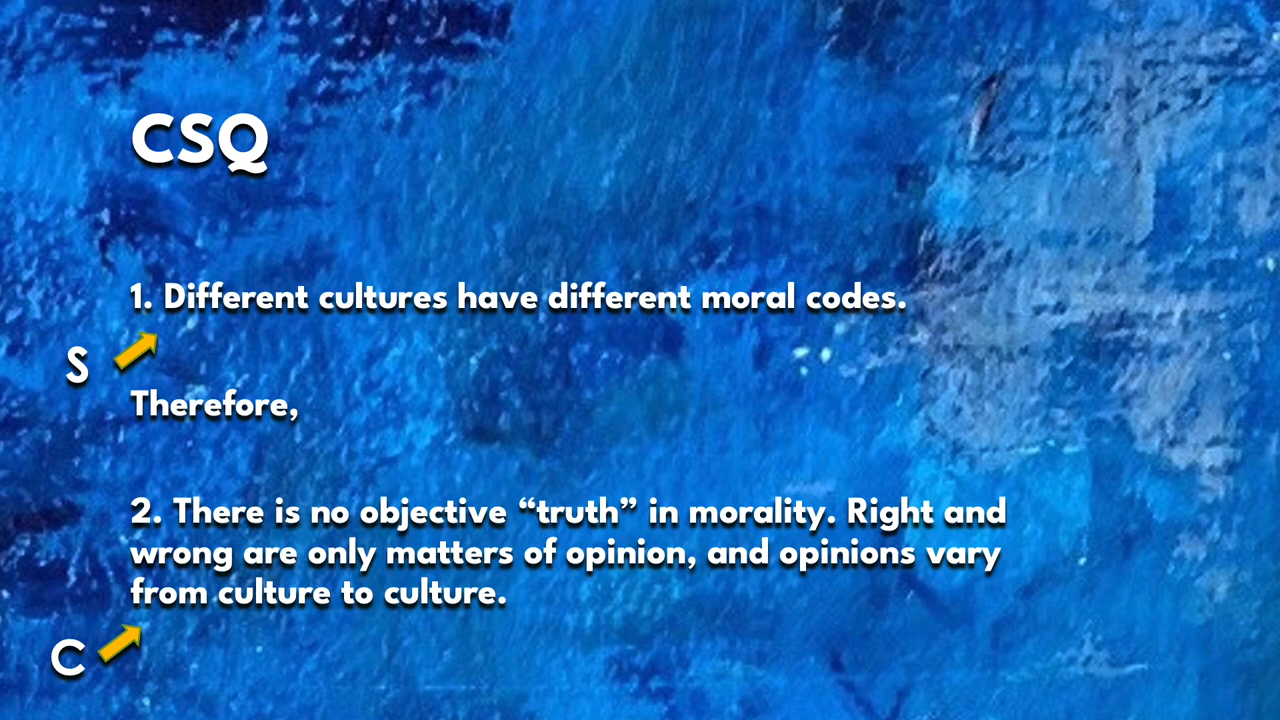 CSQ
1. Different cultures have different moral codes.
S
Therefore,
2. There is no objective “truth” in morality. Right and
wrong are only matters of opinion, and opinions vary
from culture to culture.
C